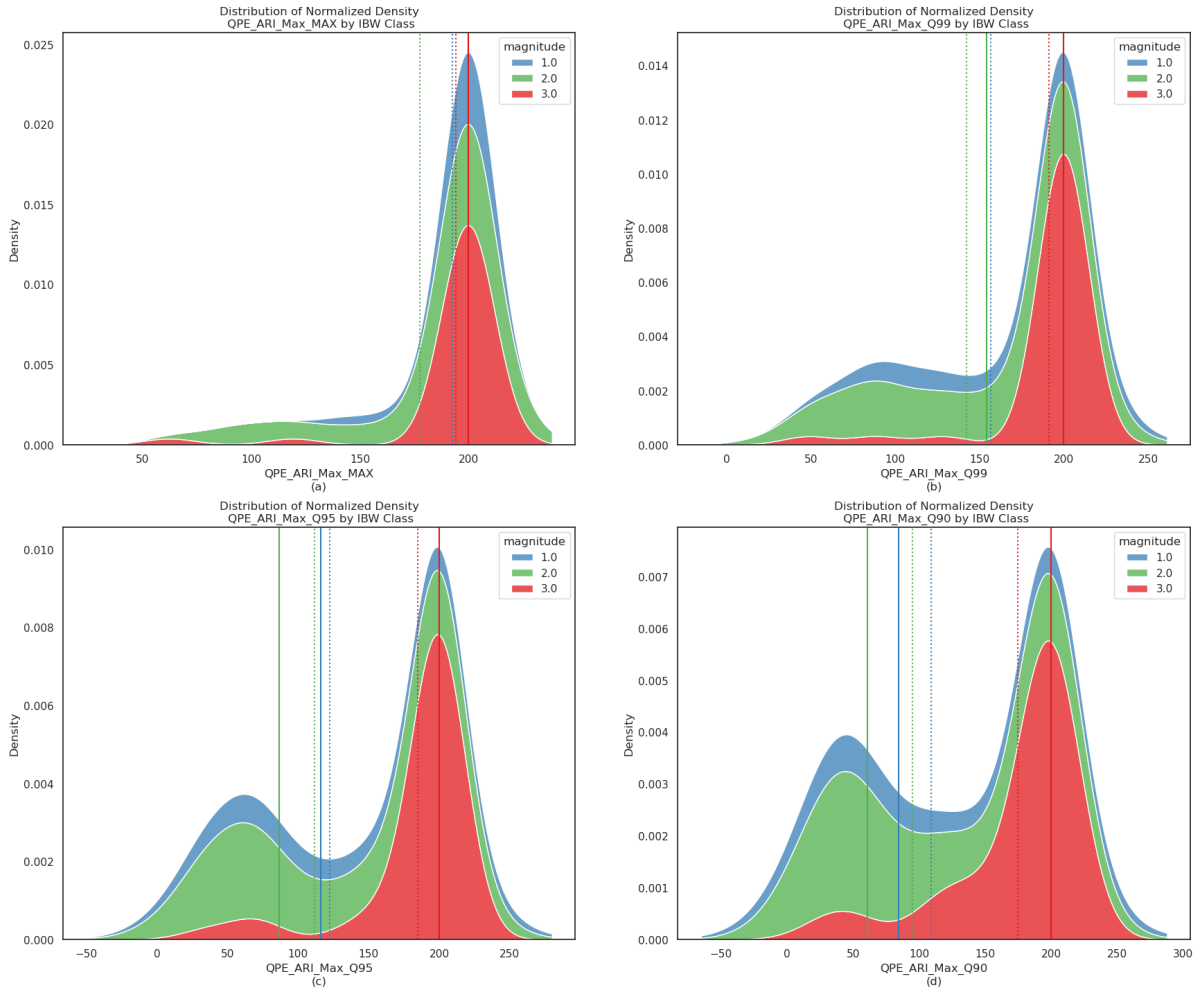 Distribution of Normalized Density
QPE_ARI_Max_MAX by IBW Class
magnitude
1.0
2.0
3.0
0.025
0.020
0.015
0.010
0.005
0.000
Density
50
100
150
200
QPE_ARI_Max_MAX
(a)
Distribution of Normalized Density
QPE_ARI_Max_Q99 by IBW Class
magnitude
1.0
2.0
3.0
0.014
0.012
0.010
0.008
0.006
0.004
0.002
0.000
Density
0
50
100
150
200
250
QPE_ARI_Max_Q99
(b)
Distribution of Normalized Density
QPE_ARI_Max_Q95 by IBW Class
magnitude
1.0
2.0
3.0
0.010
0.008
0.006
0.004
0.002
0.000
Density
−50
0
50
100
150
200
250
QPE_ARI_Max_Q95
(c)
Distribution of Normalized Density
QPE_ARI_Max_Q90 by IBW Class
magnitude
1.0
2.0
3.0
0.007
0.006
0.005
0.004
0.003
0.002
0.001
0.000
Density
−50
0
50
100
150
200
250
300
QPE_ARI_Max_Q90
(d)